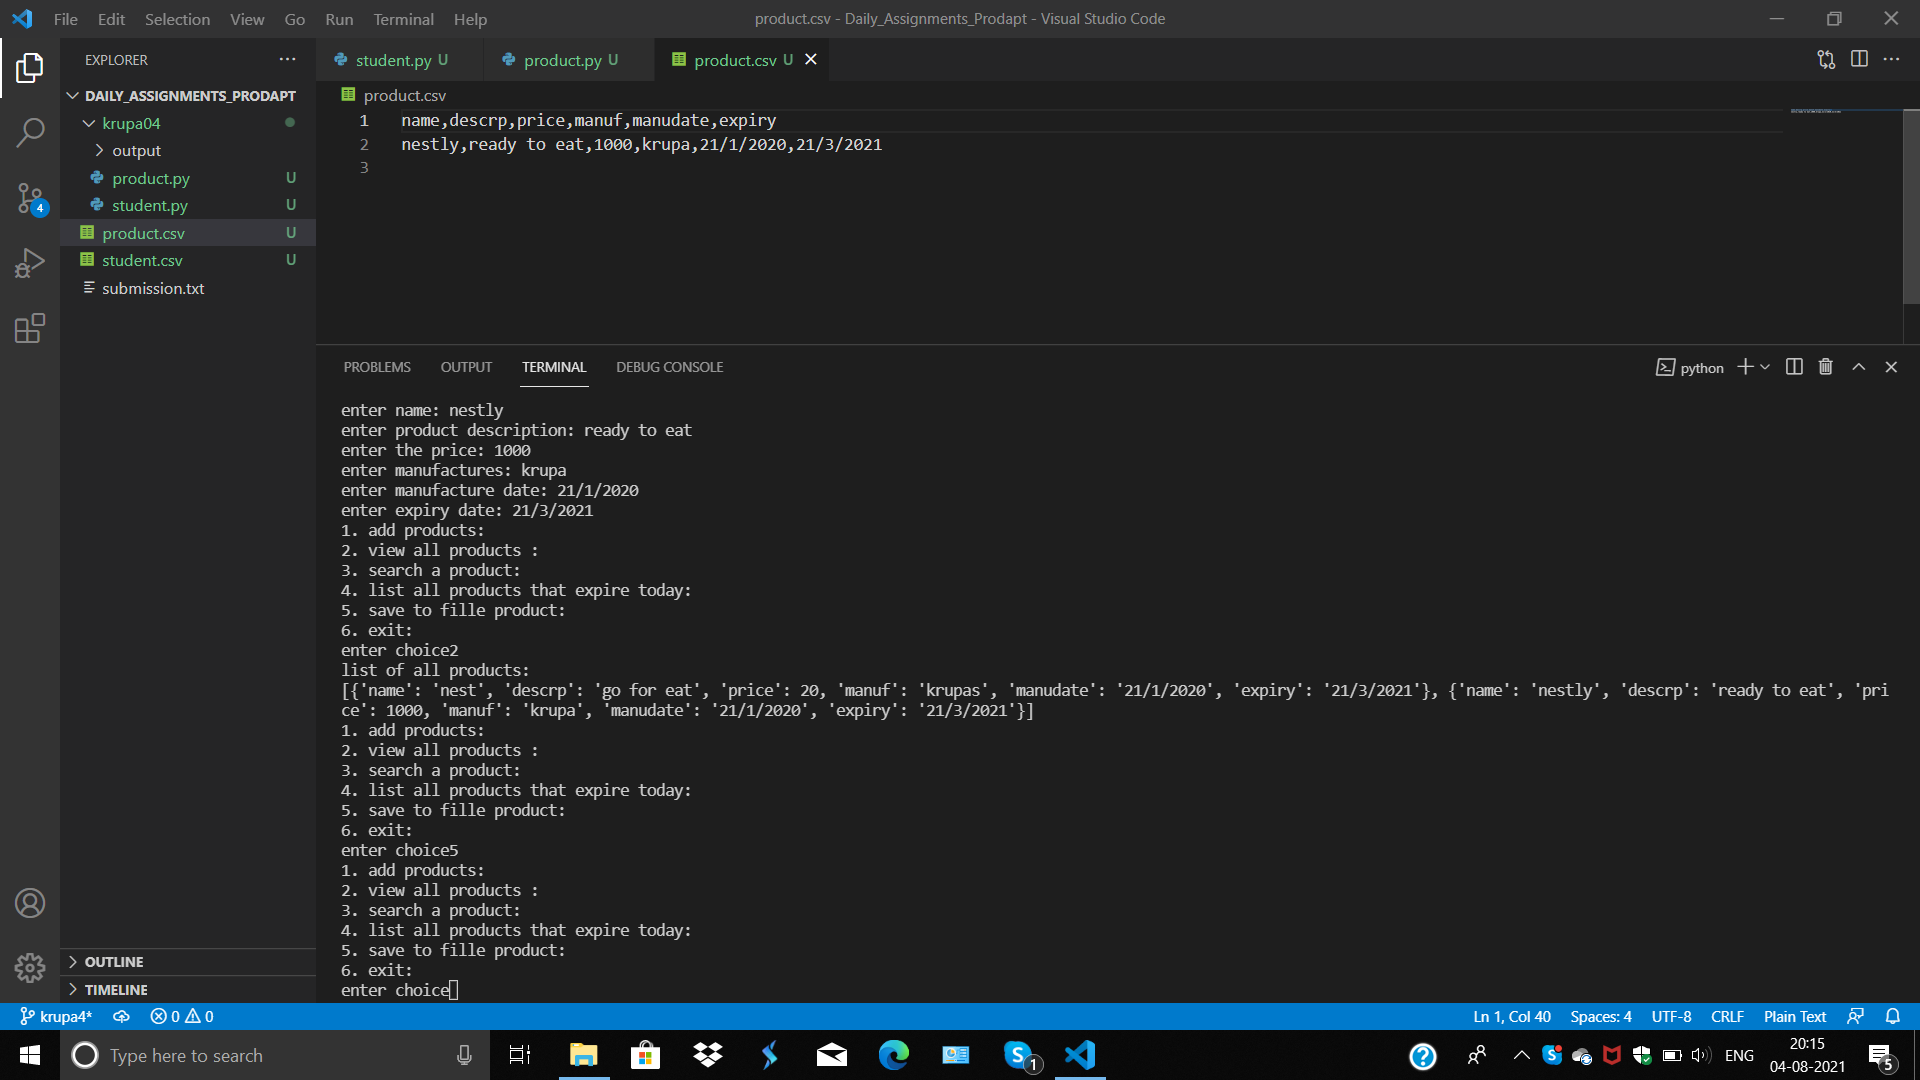 File Edit Selection View Go Run Terminal Help
product.csv - Daily_Assignments_Prodapt - Visual Studio Code
EXPLORER
DAILY_ASSIGNMENTS_PRODAPT
krupa04
output
product.py U
student.py U
product.csv U
student.csv U
submission.txt
OUTLINE
TIMELINE
4
student.py U product.py U product.csv U
product.csv
1 name,descrp,price,manuf,manudate,expiry
2 nestly,ready to eat,1000,krupa,21/1/2020,21/3/2021
3
PROBLEMS OUTPUT TERMINAL DEBUG CONSOLE
python
enter name: nestly
enter product description: ready to eat
enter the price: 1000
enter manufactures: krupa
enter manufacture date: 21/1/2020
enter expiry date: 21/3/2021
1. add products:
2. view all products :
3. search a product:
4. list all products that expire today:
5. save to fille product:
6. exit:
enter choice2
list of all products:
[{'name': 'nest', 'descrp': 'go for eat', 'price': 20, 'manuf': 'krupas', 'manudate': '21/1/2020', 'expiry': '21/3/2021'}, {'name': 'nestly', 'descrp': 'ready to eat', 'pri
ce': 1000, 'manuf': 'krupa', 'manudate': '21/1/2020', 'expiry': '21/3/2021'}]
1. add products:
2. view all products :
3. search a product:
4. list all products that expire today:
5. save to fille product:
6. exit:
enter choice5
1. add products:
2. view all products :
3. search a product:
4. list all products that expire today:
5. save to fille product:
6. exit:
enter choice
krupa4* 0 0
Ln 1, Col 40 Spaces: 4 UTF-8 CRLF Plain Text
Type here to search
S 1
ENG
20:15
04-08-2021
5